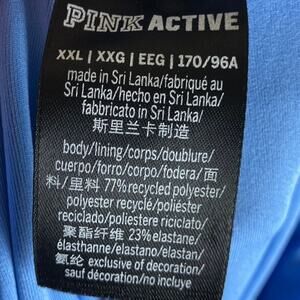 PINK ACTIVE
XXL | XXG | EEG | 170/96A
made in Sri Lanka/fabriqué au
Sri Lanka/hecho en Sri Lanka/
fabbricato in Sri Lanka/
斯里兰卡制造
body/lining/corps/doublure/
cuerpo/forro/corpo/fodera/面
料/里料 77% recycled polyester/
polyester recyclé/poliéster
reciclado/poliestere riciclato/
聚酯纤维 23% elastane/
élasthanne/elastano/elastan/
氨纶 exclusive of decoration/
sauf décoration/no incluye